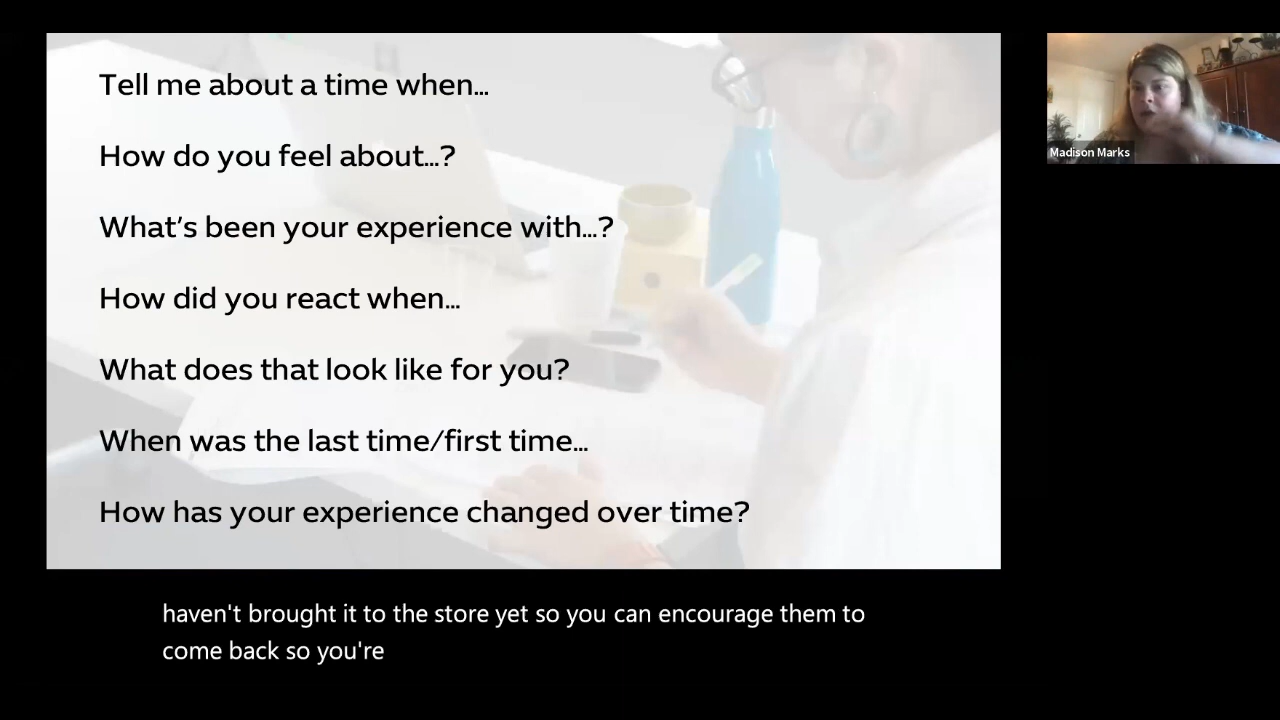 Tell me about a time when...
How do you feel about...?
What's been your experience with...?
How did you react when...
What does that look like for you?
When was the last time/first time...
How has your experience changed over time?
Madison Marks
haven't brought it to the store yet so you can encourage them to
come back so you're